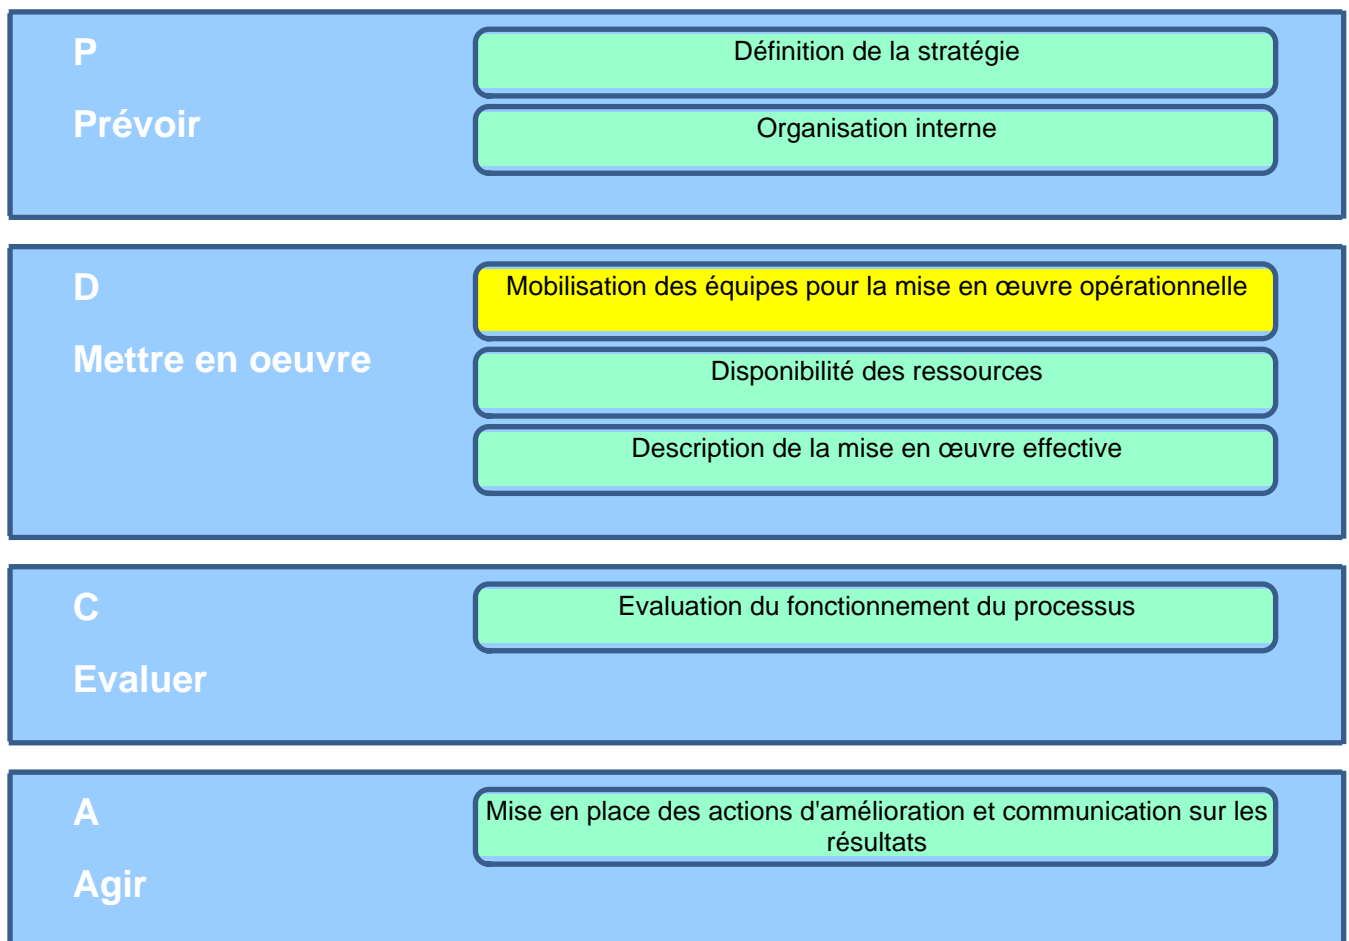 P
Prévoir
Définition de la stratégie
Organisation interne
D
Mettre en oeuvre
Mobilisation des équipes pour la mise en œuvre opérationnelle
Disponibilité des ressources
Description de la mise en œuvre effective
C
Evaluer
Evaluation du fonctionnement du processus
A
Agir
Mise en place des actions d'amélioration et communication sur les
résultats